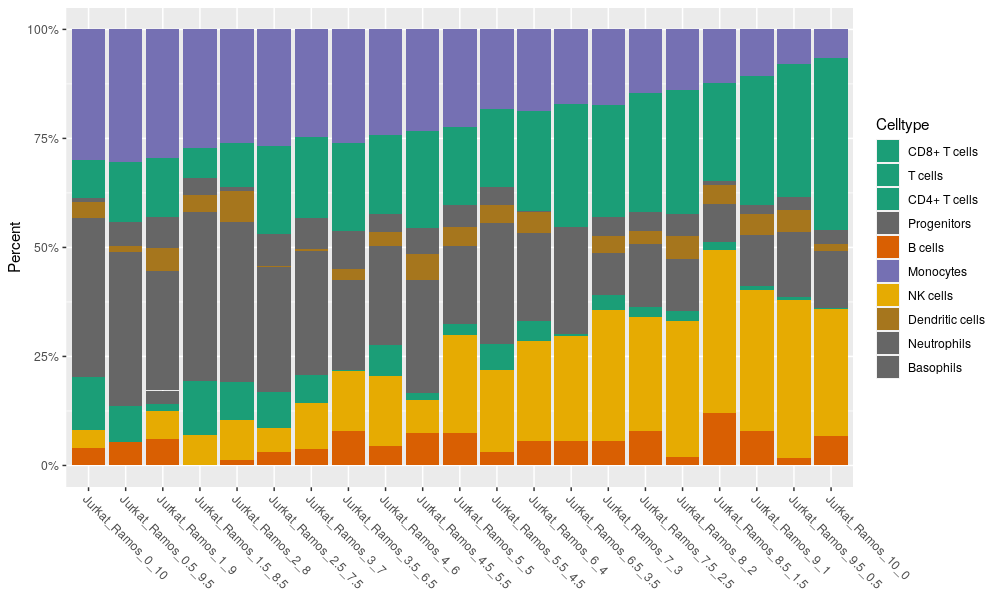 100%
75%
50%
25%
0%
Percent
Jurkat_Ramos_0_10
Jurkat_Ramos_0.5_9.5
Jurkat_Ramos_1_9
Jurkat_Ramos_1.5_8.5
Jurkat_Ramos_2_8
Jurkat_Ramos_2.5_7.5
Jurkat_Ramos_3_7
Jurkat_Ramos_3.5_6.5
Jurkat_Ramos_4_6
Jurkat_Ramos_4.5_5.5
Jurkat_Ramos_5_5
Jurkat_Ramos_5.5_4.5
Jurkat_Ramos_6_4
Jurkat_Ramos_6.5_3.5
Jurkat_Ramos_7_3
Jurkat_Ramos_7.5_2.5
Jurkat_Ramos_8_2
Jurkat_Ramos_8.5_1.5
Jurkat_Ramos_9_1
Jurkat_Ramos_9.5_0.5
Jurkat_Ramos_10_0
Celltype
CD8+ T cells
T cells
CD4+ T cells
Progenitors
B cells
Monocytes
NK cells
Dendritic cells
Neutrophils
Basophils